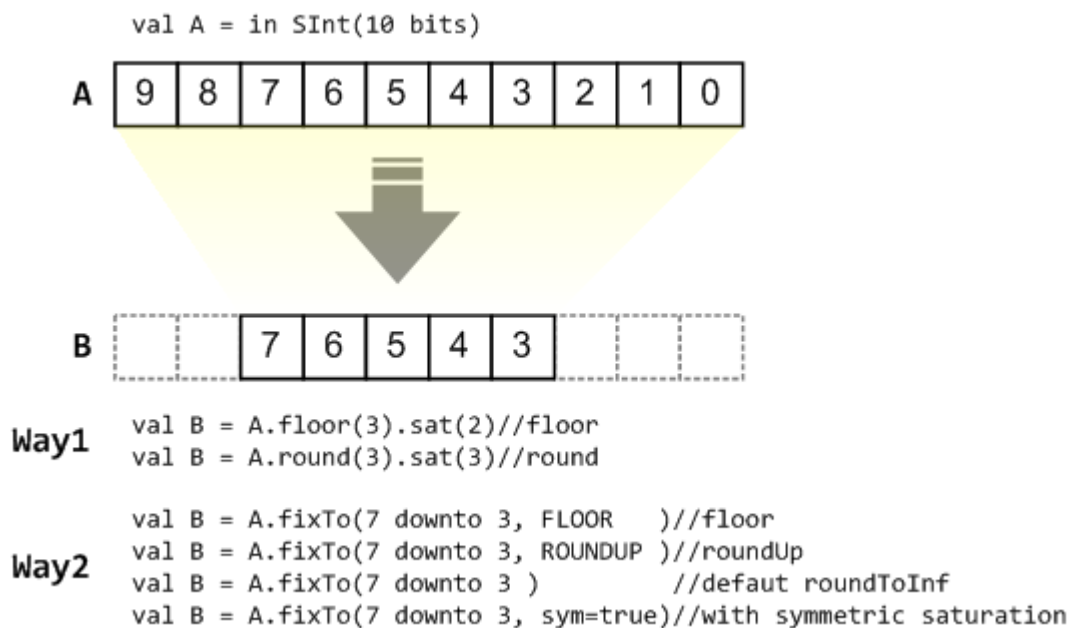 val A = in SInt(10 bits)
A 9 8 7 6 5 4 3 2 1 0
B 7 6 5 4 3
Way1
val B = A.floor(3).sat(2)//floor
val B = A.round(3).sat(3)//round
Way2
val B = A.fixTo(7 downto 3, FLOOR   )//floor
val B = A.fixTo(7 downto 3, ROUNDUP )//roundUp
val B = A.fixTo(7 downto 3 )         //defaut roundToInf
val B = A.fixTo(7 downto 3, sym=true)//with symmetric saturation